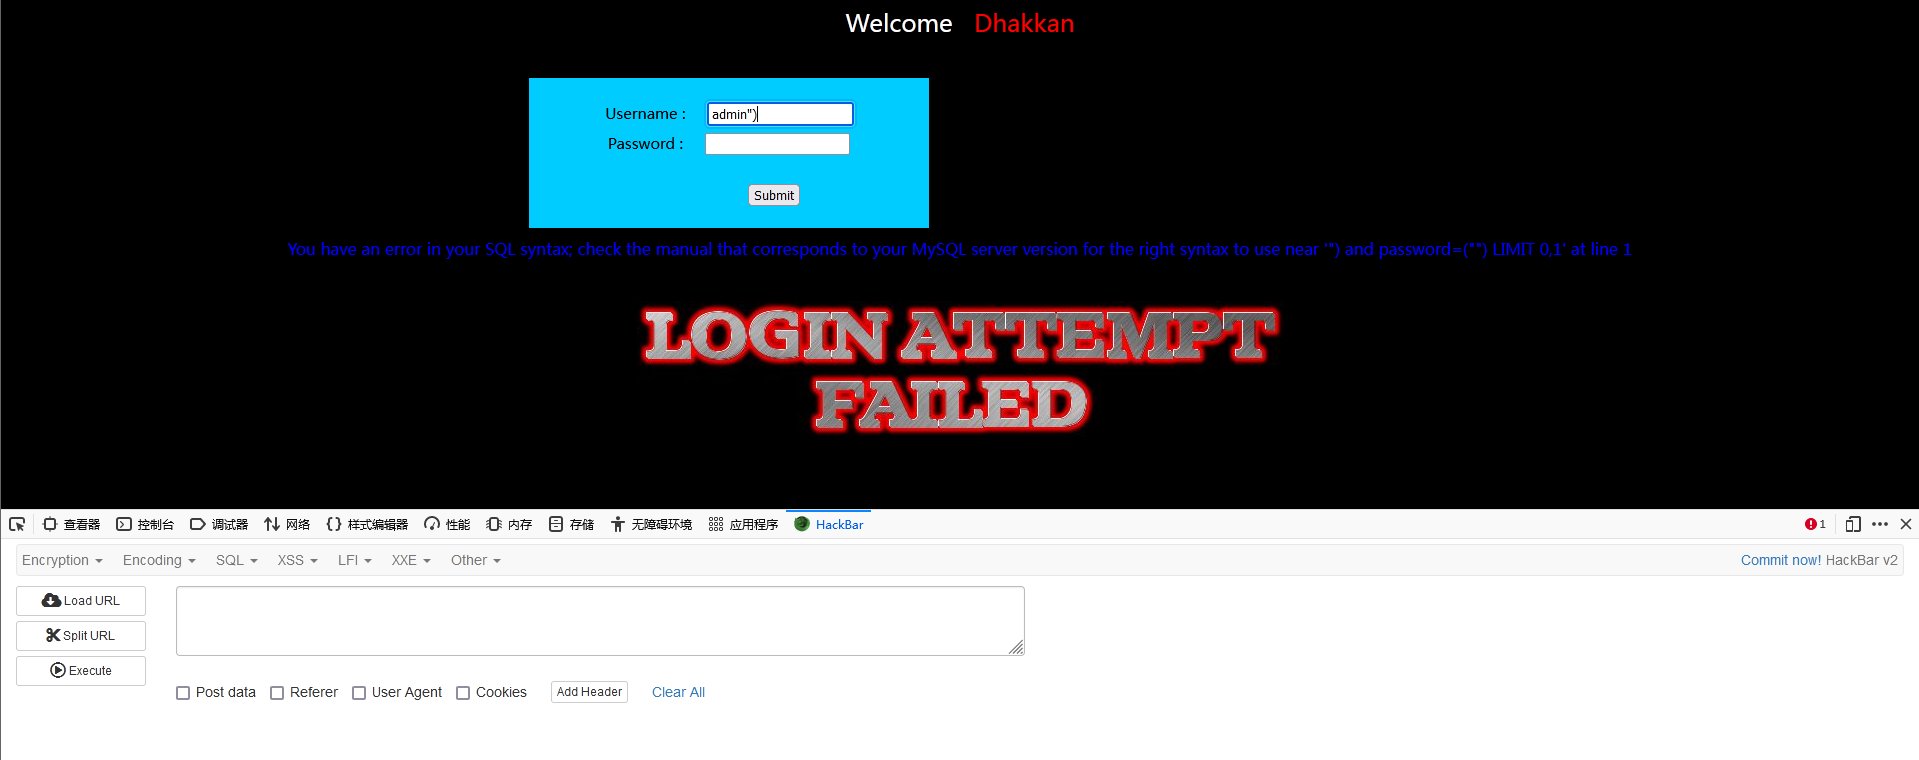 Welcome Dhakkan
Username : admin")
Password :
Submit
You have an error in your SQL syntax; check the manual that corresponds to your MySQL server version for the right syntax to use near '") and password=("") LIMIT 0,1' at line 1
LOGIN ATTEMPT
FAILED
查看器 控制台 调试器 网络 样式编辑器 性能 内存 存储 无障碍环境 应用程序 HackBar 1
Encryption Encoding SQL XSS LFI XXE Other Commit now! HackBar v2
Load URL
Split URL
Execute
Post data Referer User Agent Cookies Add Header Clear All